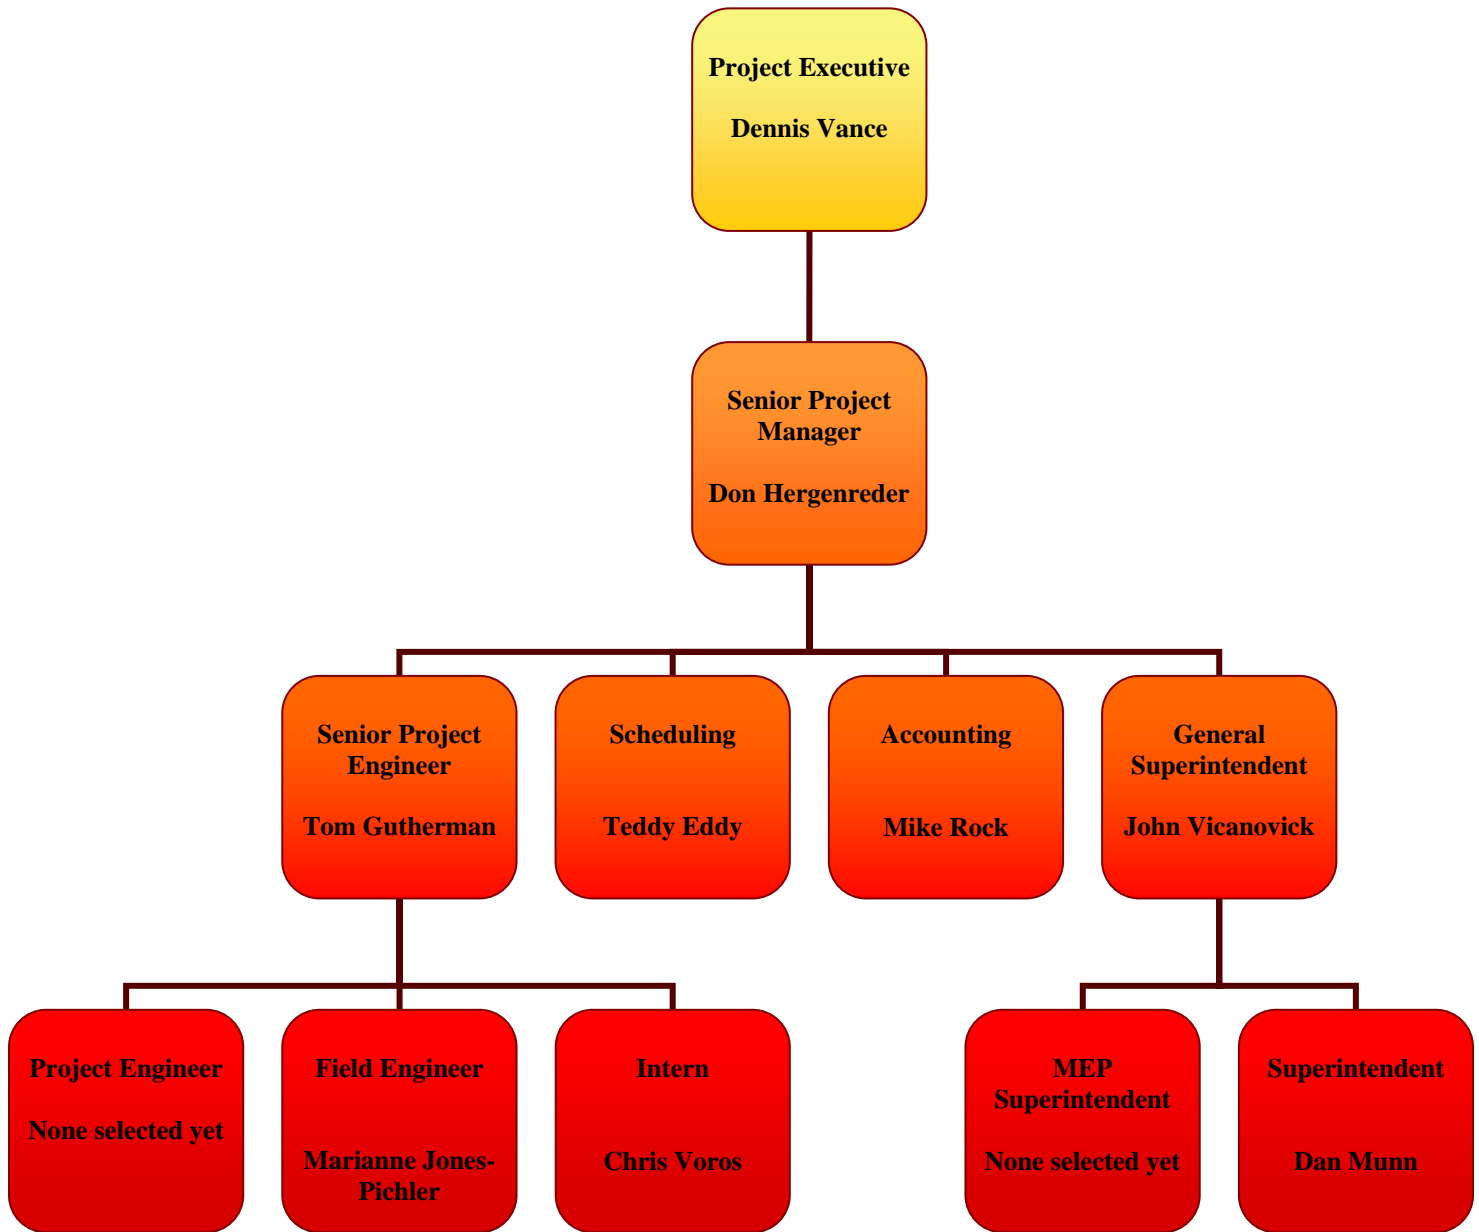 Project Executive
Dennis Vance
Senior Project
Manager
Don Hergenreder
Senior Project
Engineer
Tom Gutherman
Scheduling
Teddy Eddy
Accounting
Mike Rock
General
Superintendent
John Vicanovick
Project Engineer
None selected yet
Field Engineer
Marianne Jones-
Pichler
Intern
Chris Voros
MEP
Superintendent
None selected yet
Superintendent
Dan Munn